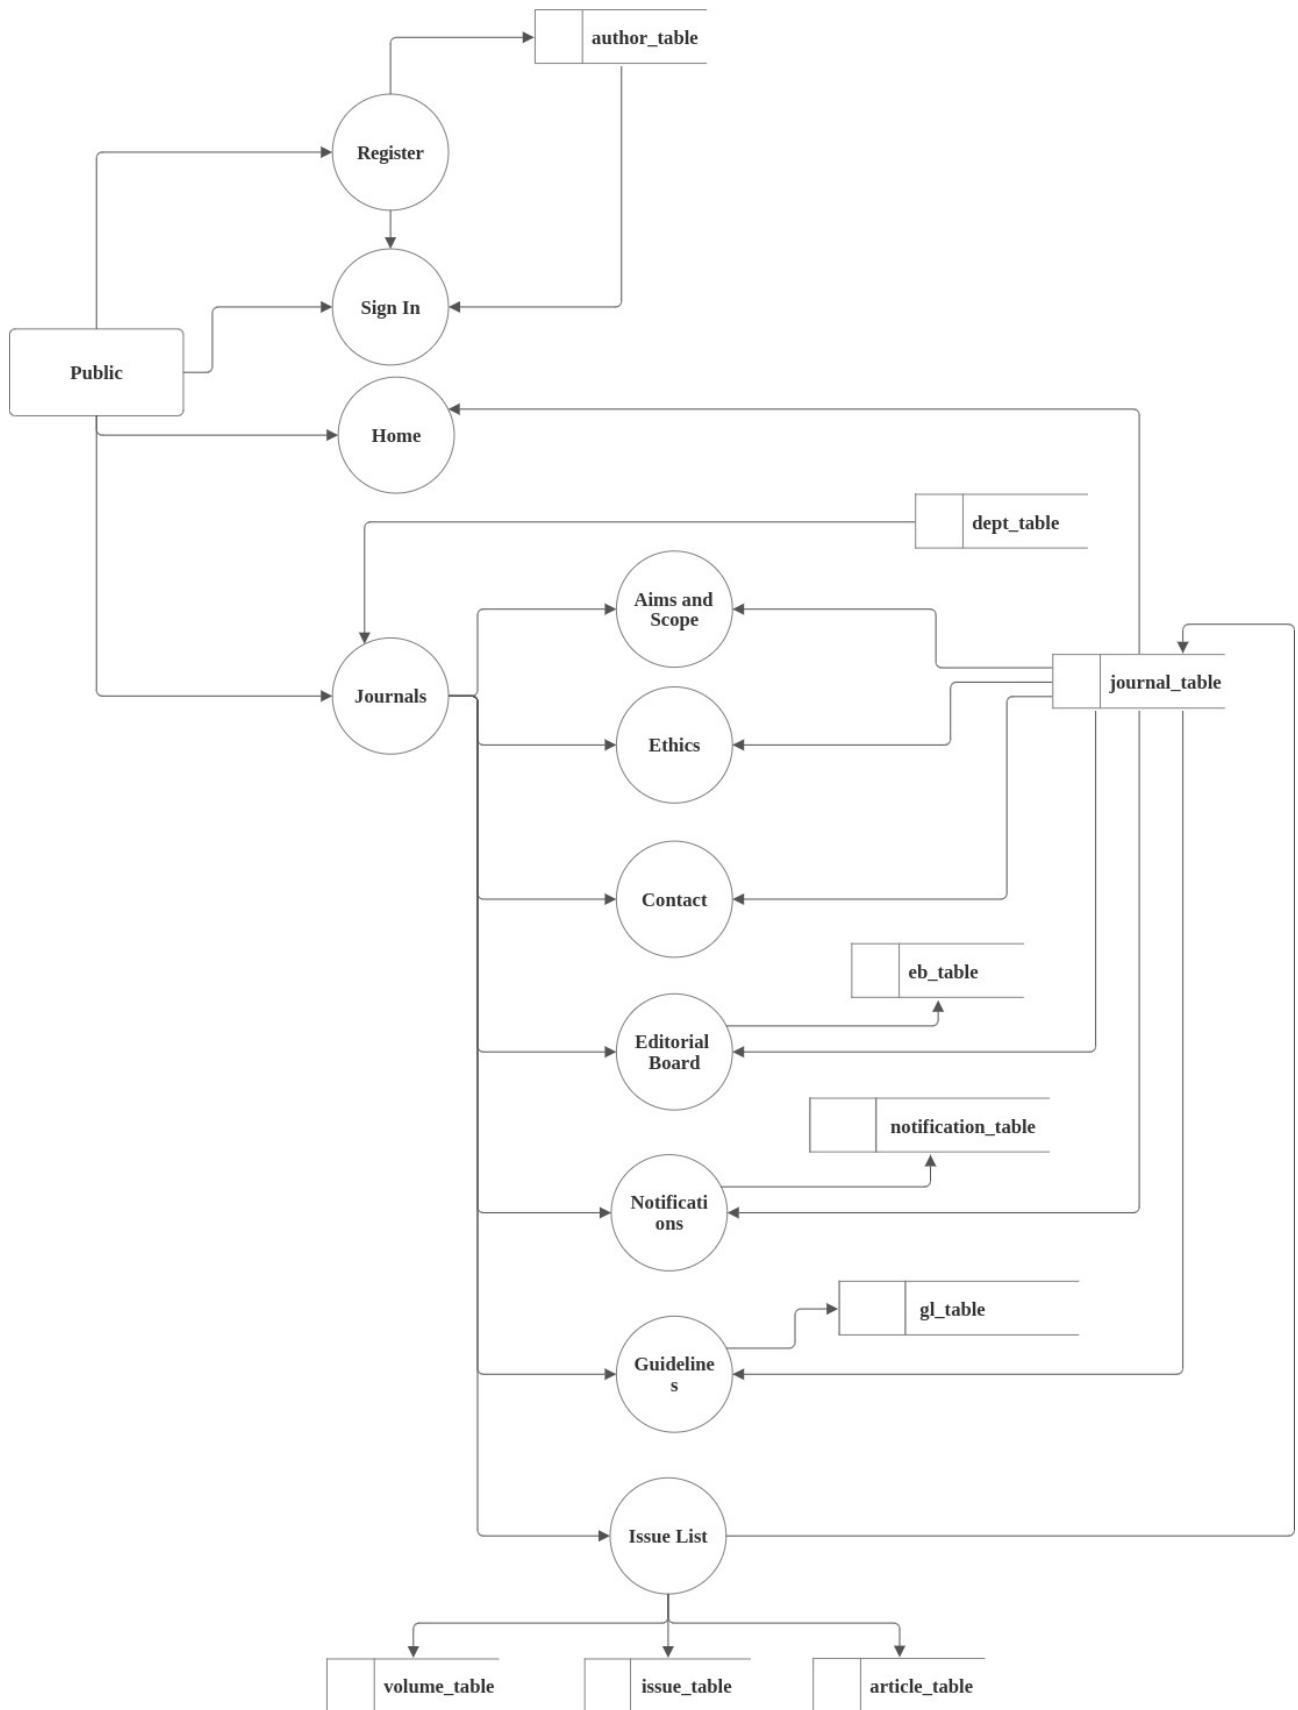 author_table
Register
Sign In
Public
Home
dept_table
Aims and
Scope
journal_table
Journals
Ethics
Contact
eb_table
Editorial
Board
notification_table
Notificati
ons
gl_table
Guideline
s
Issue List
volume_table
issue_table
article_table